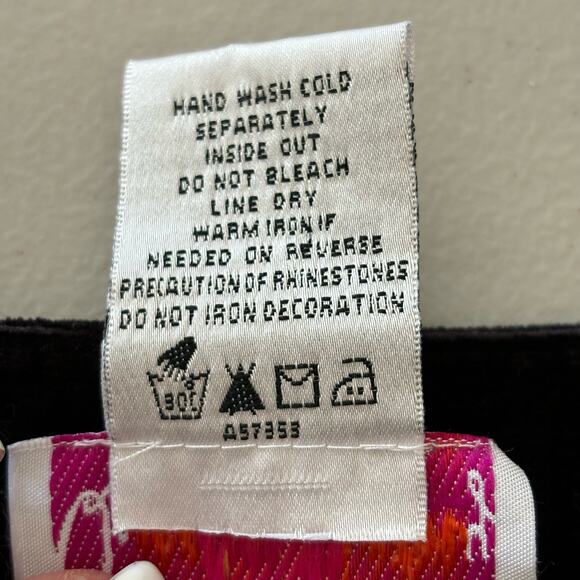 HAND WASH COLD
SEPARATELY
INSIDE OUT
DO NOT BLEACH
LINE DRY
WARM IRON IF
NEEDED ON REVERSE
PRECAUTION OF RHINESTONES
DO NOT IRON DECORATION
30°
A57353